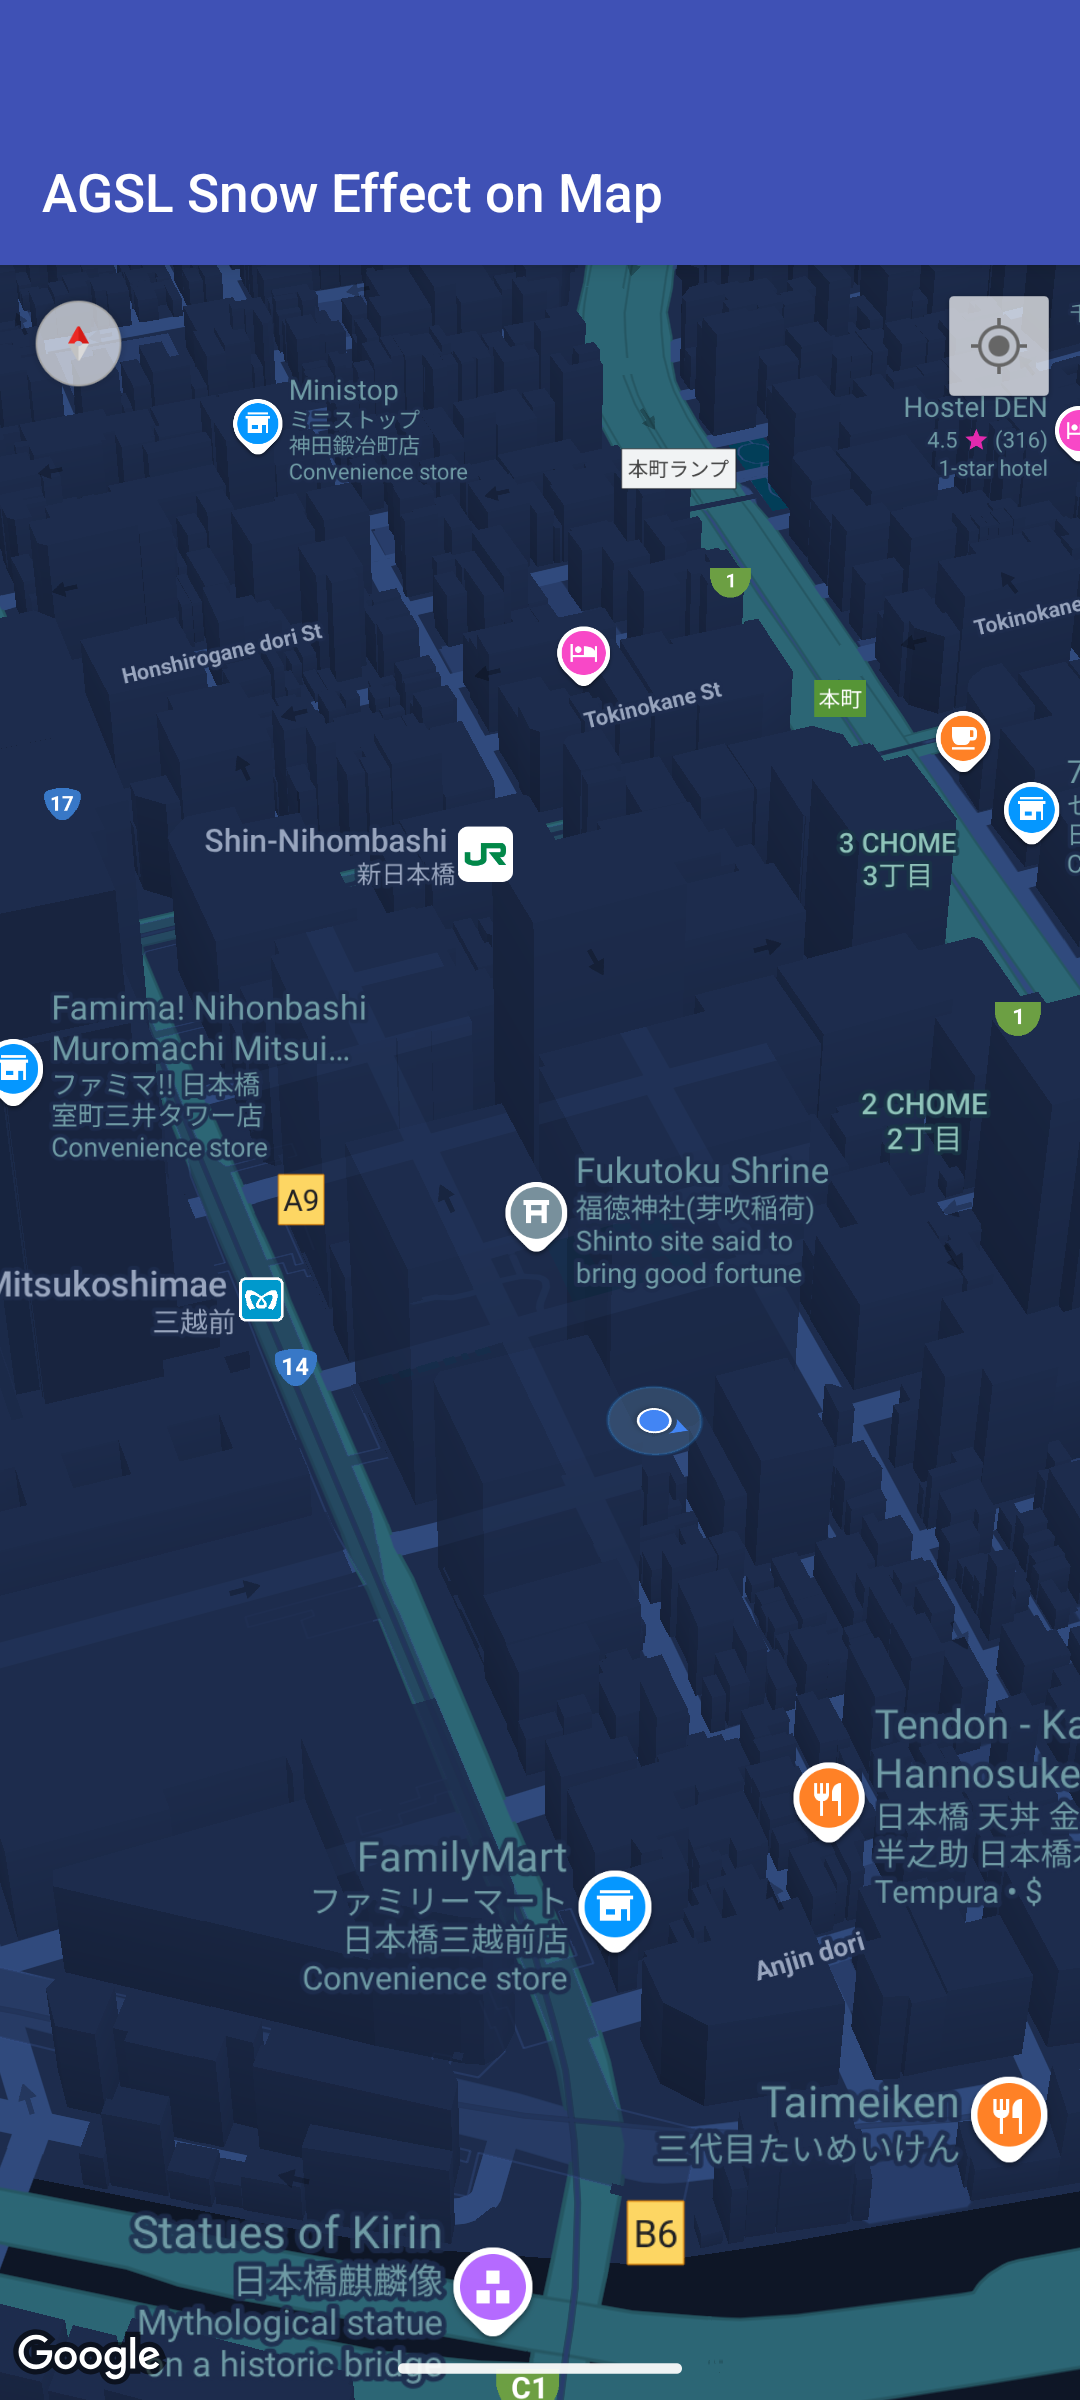 AGSL Snow Effect on Map
Ministop
ミニストップ
神田鍛冶町店
Convenience store
Hostel DEN
4.5 ★ (316)
1-star hotel
本町ランプ
1
Honshirogane dori St
Tokinokane St
Tokinokane
本町
17
Shin-Nihombashi
新日本橋
JR
3 CHOME
3丁目
Famima! Nihonbashi
Muromachi Mitsui...
ファミマ!! 日本橋
室町三井タワー店
Convenience store
1
2 CHOME
2丁目
A9
Fukutoku Shrine
福徳神社(芽吹稲荷)
Shinto site said to
bring good fortune
Mitsukoshimae
三越前
14
Tendon - Ka
Hannosuke
日本橋 天丼 金
半之助 日本橋
Tempura • $
FamilyMart
ファミリーマート
日本橋三越前店
Convenience store
Anjin dori
Taimeiken
三代目たいめいけん
B6
Statues of Kirin
日本橋麒麟像
Mythological statue
on a historic bridge
Google
C1